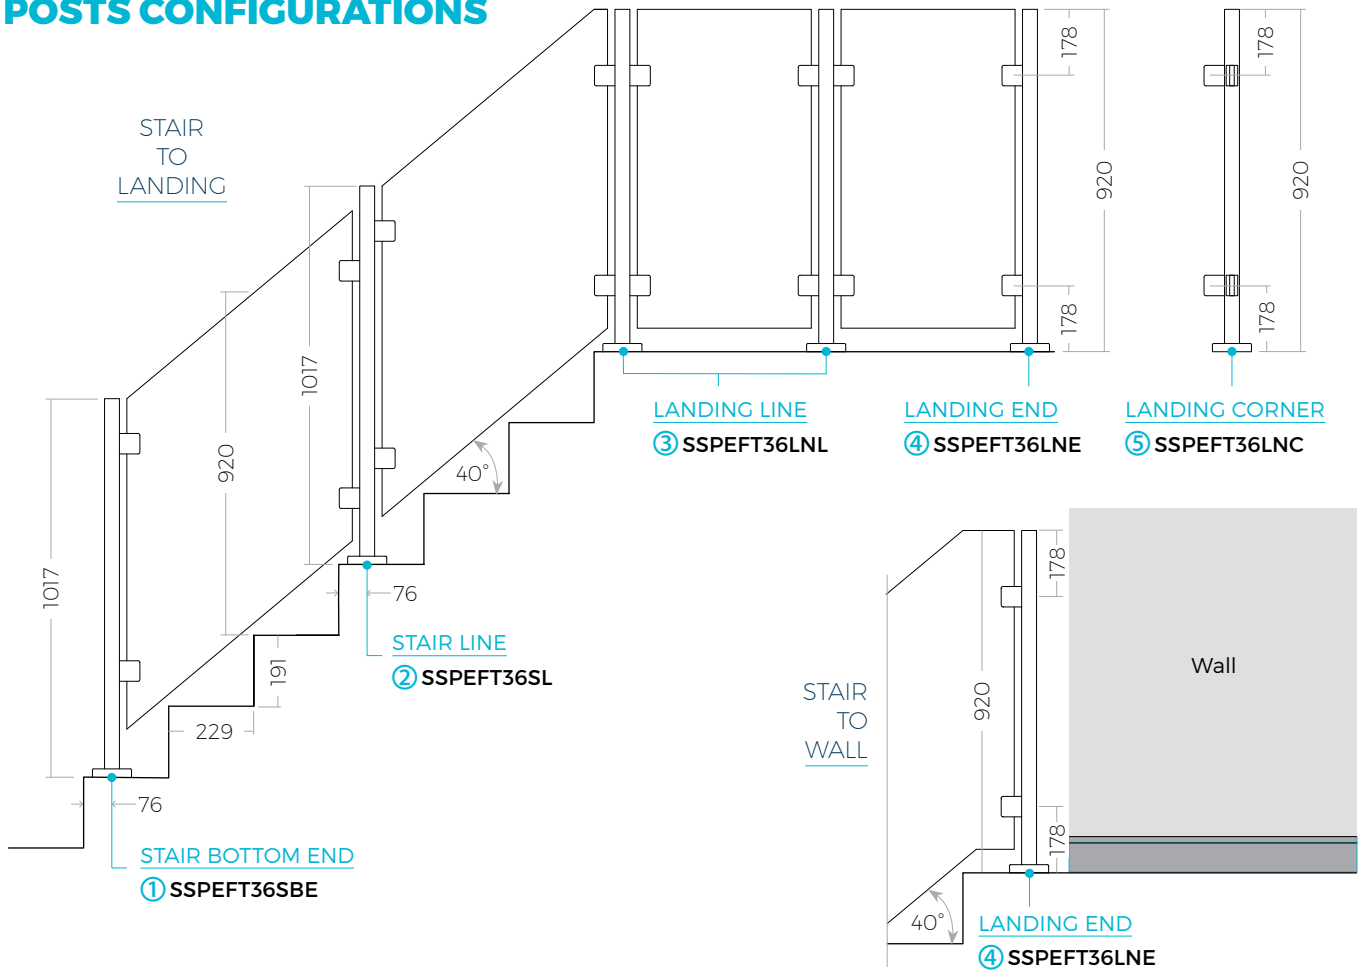 POSTS CONFIGURATIONS
STAIR
TO
LANDING
178
920
178
178
920
178
1017
920
40°
LANDING LINE
③ SSPEFT36LNL
LANDING END
④ SSPEFT36LNE
LANDING CORNER
⑤ SSPEFT36LNC
1017
76
STAIR LINE
② SSPEFT36SL
191
229
76
STAIR BOTTOM END
① SSPEFT36SBE
STAIR
TO
WALL
178
920
178
Wall
40°
LANDING END
④ SSPEFT36LNE